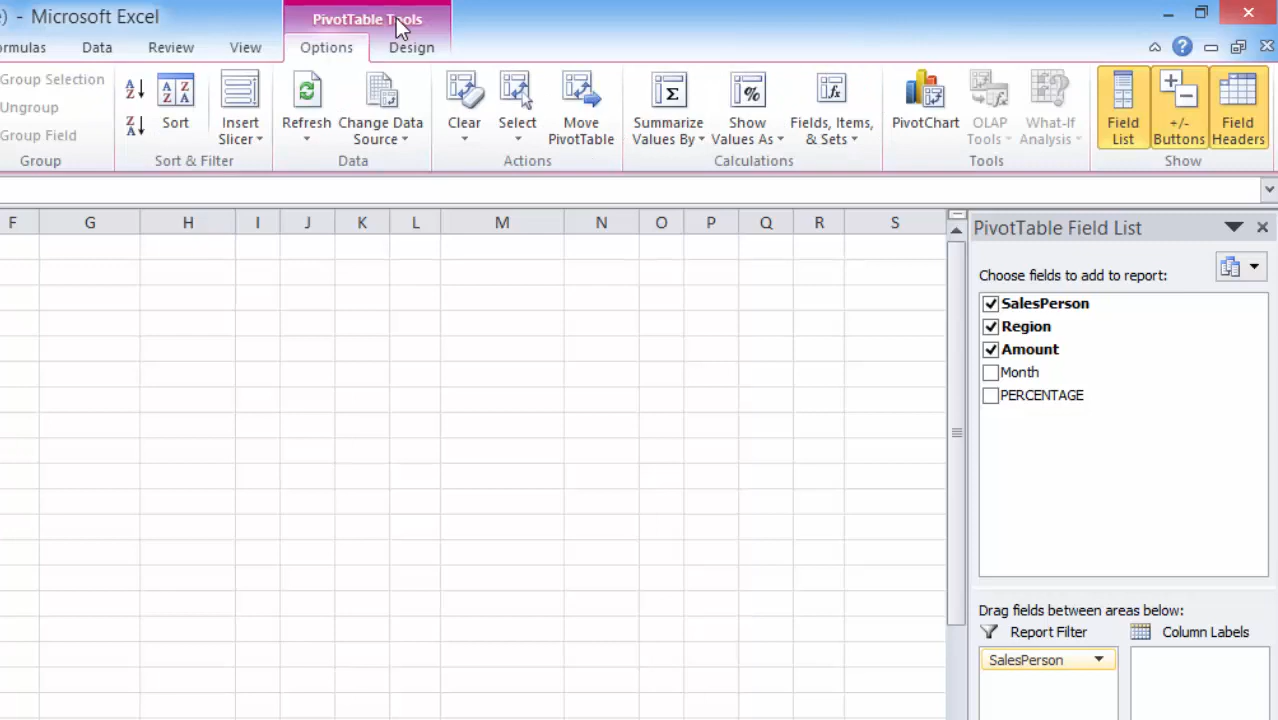 e) - Microsoft Excel
PivotTable Tools
ormulas Data Review View Options Design
Group Selection
Ungroup
Group Field
Group
Sort
Sort & Filter
Insert
Slicer
Refresh
Change Data
Source
Data
Clear
Select
Move
PivotTable
Actions
Summarize
Values By
Show
Values As
Fields, Items,
& Sets
Calculations
PivotChart
OLAP
Tools
What-If
Analysis
Tools
Field
List
+/-
Buttons
Field
Headers
Show
F G H I J K L M N O P Q R S
PivotTable Field List
Choose fields to add to report:
SalesPerson
Region
Amount
Month
PERCENTAGE
Drag fields between areas below:
Report Filter
Column Labels
SalesPerson